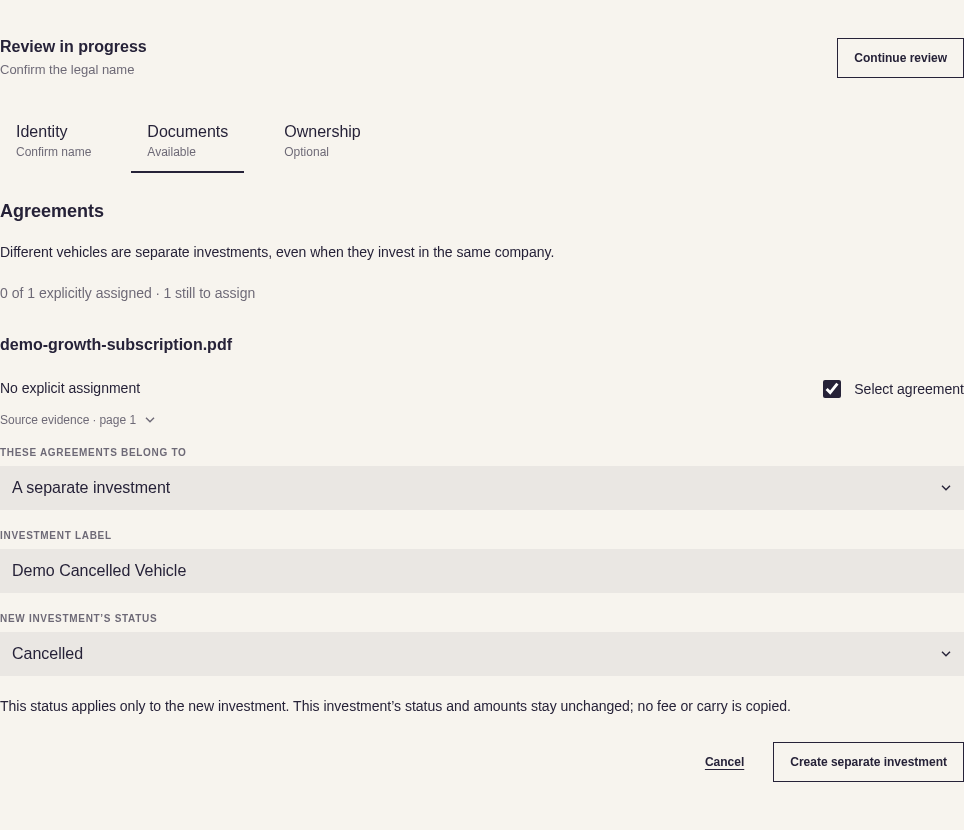 Review in progress
Confirm the legal name
Continue review
Identity
Confirm name
Documents
Available
Ownership
Optional
Agreements
Different vehicles are separate investments, even when they invest in the same company.
0 of 1 explicitly assigned · 1 still to assign
demo-growth-subscription.pdf
No explicit assignment
Select agreement
Source evidence · page 1
THESE AGREEMENTS BELONG TO
A separate investment
INVESTMENT LABEL
Demo Cancelled Vehicle
NEW INVESTMENT’S STATUS
Cancelled
This status applies only to the new investment. This investment’s status and amounts stay unchanged; no fee or carry is copied.
Cancel
Create separate investment